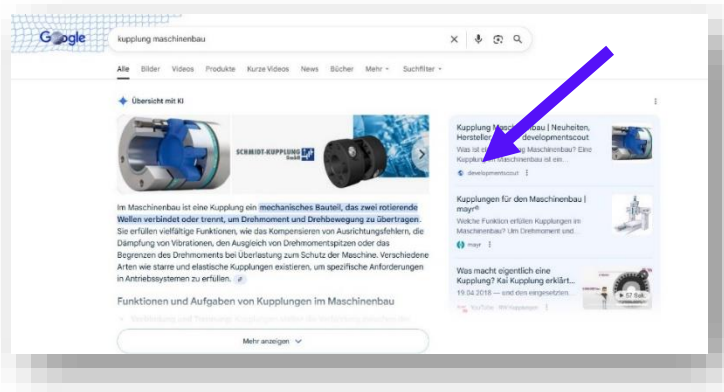 Google
kupplung maschinenbau
Alle Bilder Videos Produkte Kurze Videos News Bücher Mehr Suchfilter
Übersicht mit KI
SCHMIDT-KUPPLUNG
GmbH
Im Maschinenbau ist eine Kupplung ein mechanisches Bauteil, das zwei rotierende
Wellen verbindet oder trennt, um Drehmoment und Drehbewegung zu übertragen.
Sie erfüllen vielfältige Funktionen, wie das Kompensieren von Ausrichtungsfehlern, die
Dämpfung von Vibrationen, den Ausgleich von Drehmomentspitzen oder das
Begrenzen des Drehmoments bei Überlastung zum Schutz der Maschine. Verschiedene
Arten wie starre und elastische Kupplungen existieren, um spezifische Anforderungen
in Antriebssystemen zu erfüllen.
Funktionen und Aufgaben von Kupplungen im Maschinenbau
Mehr anzeigen
Kupplung Maschinenbau | Neuheiten,
Hersteller developmentscout
Was ist Maschinenbau? Eine
Kupplung Maschinenbau ist ein...
developmentscout
Kupplungen für den Maschinenbau |
mayr®
Welche Funktion erfüllen Kupplungen im
Maschinenbau? Um Drehmoment und...
mayr
Was macht eigentlich eine
Kupplung? Kai Kupplung erklärt...
19.04.2018 — und den eingesetzten
YouTube